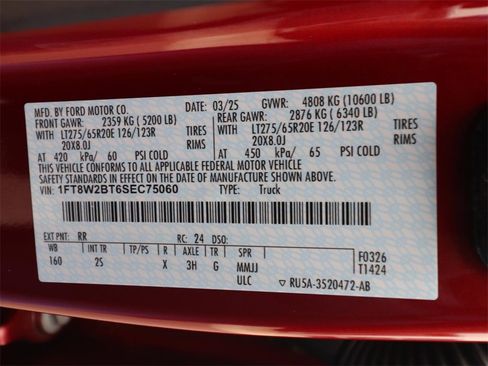 MFD. BY FORD MOTOR CO. 03/25 GVWR: 4808 KG (10600 LB)
FRONT GAWR: 2359 KG (5200 LB) REAR GAWR: 2876 KG (6340 LB)
WITH LT275/65R20E 126/123R TIRES WITH LT275/65R20E 126/123R TIRES
20X8.0J RIMS 20X8.0J RIMS
AT 420 kPa/ 60 PSI COLD AT 450 kPa/ 65 PSI COLD
THIS VEHICLE CONFORMS TO ALL APPLICABLE FEDERAL MOTOR VEHICLE
SAFETY STANDARDS IN EFFECT ON THE DATE OF MANUFACTURE SHOWN ABOVE.
VIN: 1FT8W2BT6SEC75060 TYPE: Truck
EXT PNT: RR RC: 24 DSO:
WB INT TR TP/PS R AXLE TR SPR F0326
160 2S X 3H G MMJJ T1424
ULC RU5A-3520472-AB